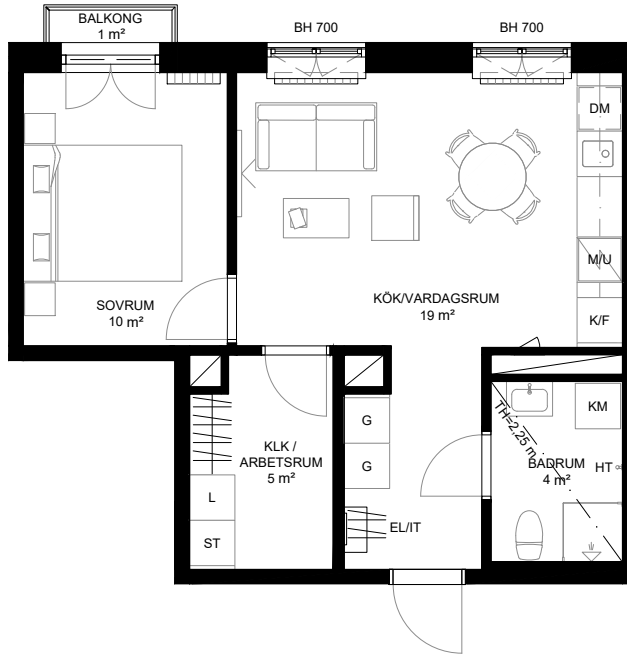 BALKONG
1 m²
BH 700
BH 700
DM
M/U
K/F
SOVRUM
10 m²
KÖK/VARDAGSRUM
19 m²
KLK /
ARBETSRUM
5 m²
L
ST
G
G
EL/IT
TH=2,25 m
KM
BADRUM
4 m²
HT